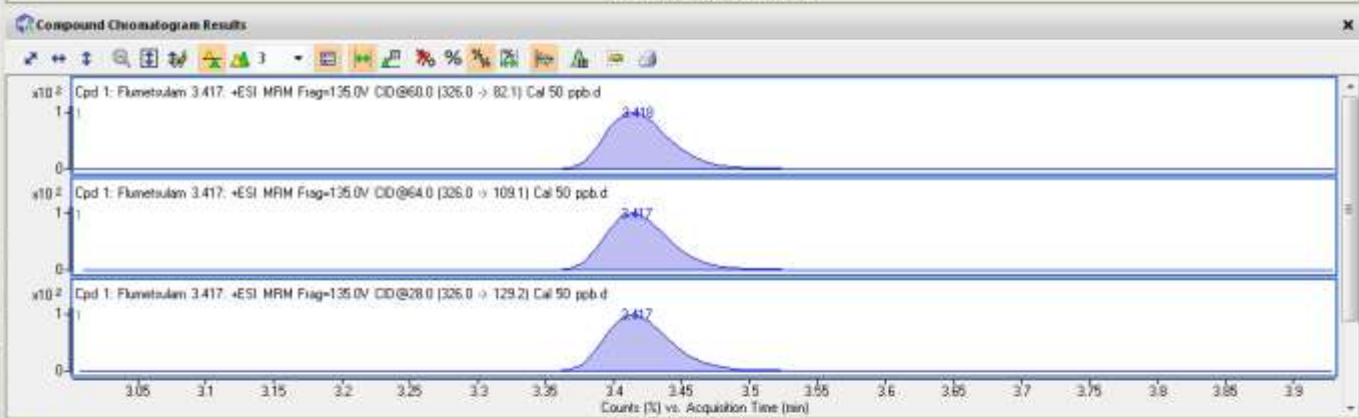 Compound Chromatogram Results
3
x10 2 Cpd 1: Flumetsulam 3.417: +ESI MRM Frag=135.0V CID@60.0 (326.0 -> 82.1) Cal 50 ppb.d
1
1
3.418
0
x10 2 Cpd 1: Flumetsulam 3.417: +ESI MRM Frag=135.0V CID@64.0 (326.0 -> 109.1) Cal 50 ppb.d
1
1
3.417
0
x10 2 Cpd 1: Flumetsulam 3.417: +ESI MRM Frag=135.0V CID@28.0 (326.0 -> 129.2) Cal 50 ppb.d
1
1
3.417
0
3.05 3.1 3.15 3.2 3.25 3.3 3.35 3.4 3.45 3.5 3.55 3.6 3.65 3.7 3.75 3.8 3.85 3.9
Counts (%) vs. Acquisition Time (min)